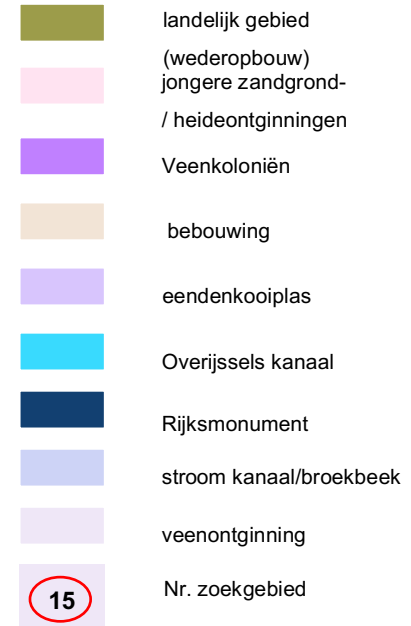 landelijk gebied
(wederopbouw)
jongere zandgrond-
/ heideontginningen
Veenkoloniën
bebouwing
eendenkooiplas
Overijssels kanaal
Rijksmonument
stroom kanaal/broekbeek
veenontginning
15 Nr. zoekgebied